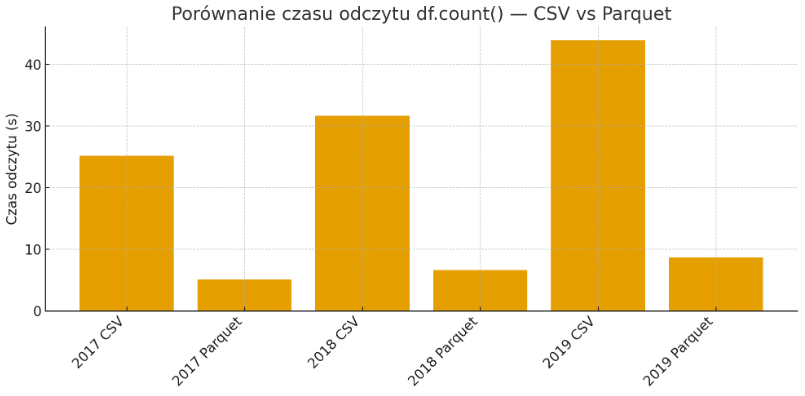 Porównanie czasu odczytu df.count() — CSV vs Parquet
Czas odczytu (s)
40
30
20
10
0
2017 CSV
2017 Parquet
2018 CSV
2018 Parquet
2019 CSV
2019 Parquet